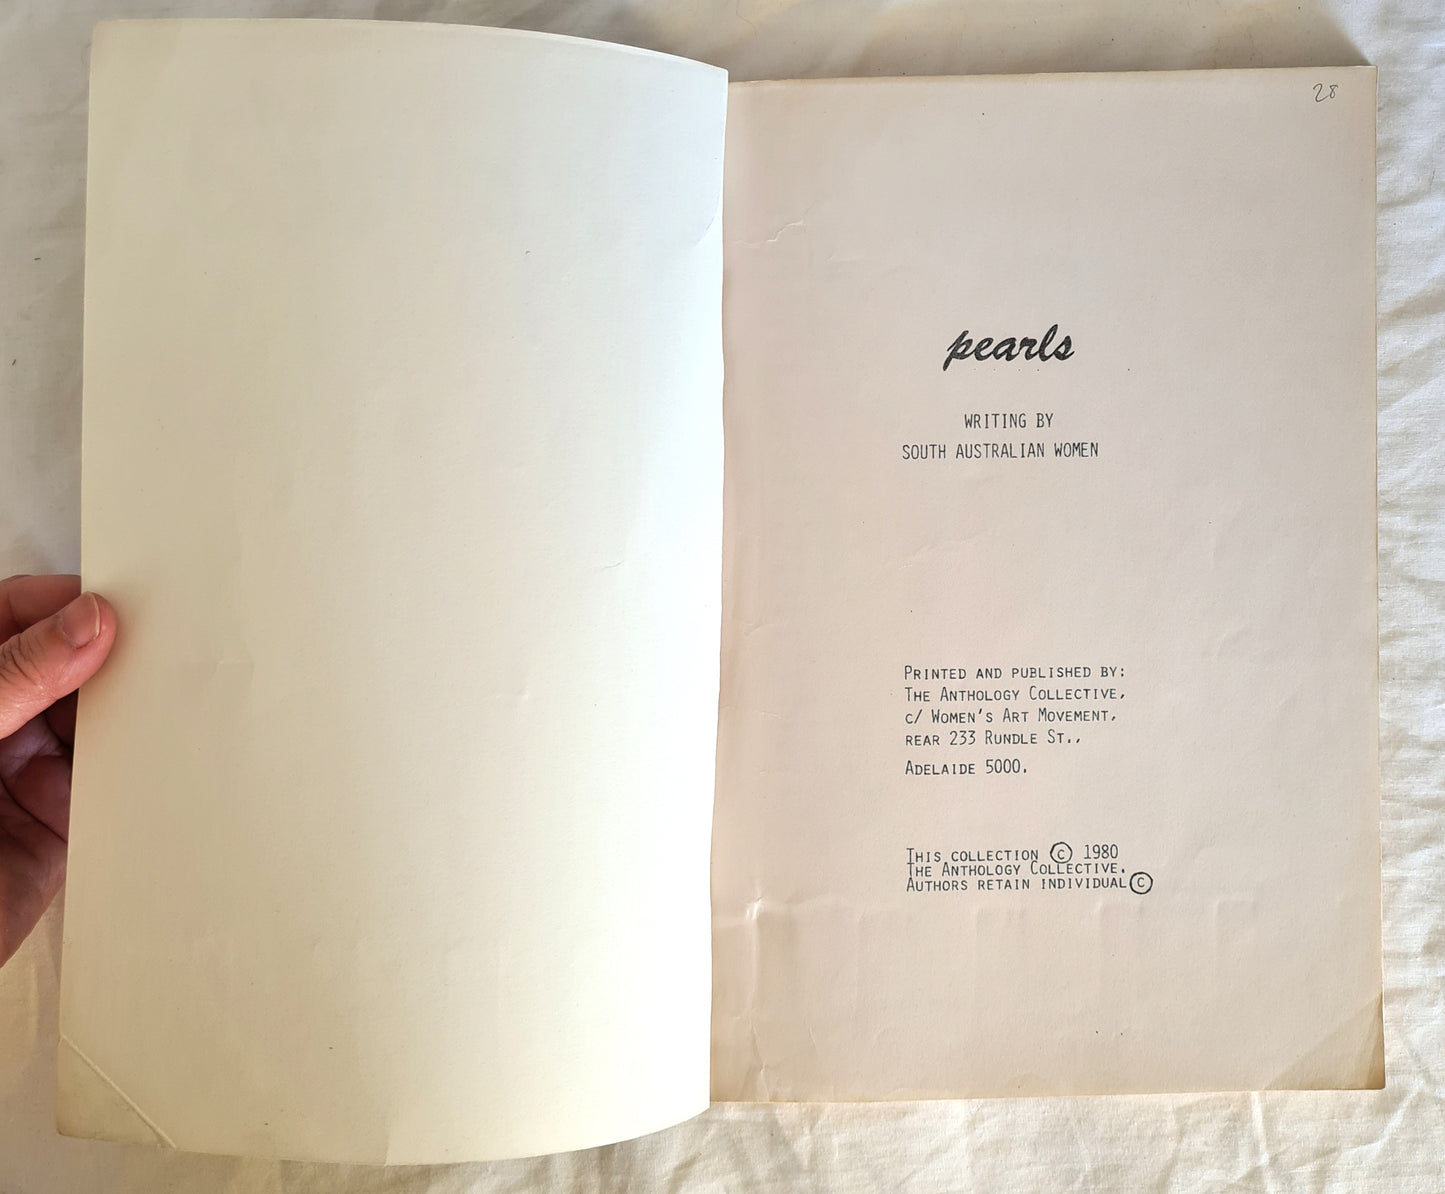 28
pearls
WRITING BY
SOUTH AUSTRALIAN WOMEN
PRINTED AND PUBLISHED BY:
THE ANTHOLOGY COLLECTIVE,
C/ WOMEN'S ART MOVEMENT,
REAR 233 RUNDLE ST.,
ADELAIDE 5000.
THIS COLLECTION © 1980
THE ANTHOLOGY COLLECTIVE.
AUTHORS RETAIN INDIVIDUAL ©